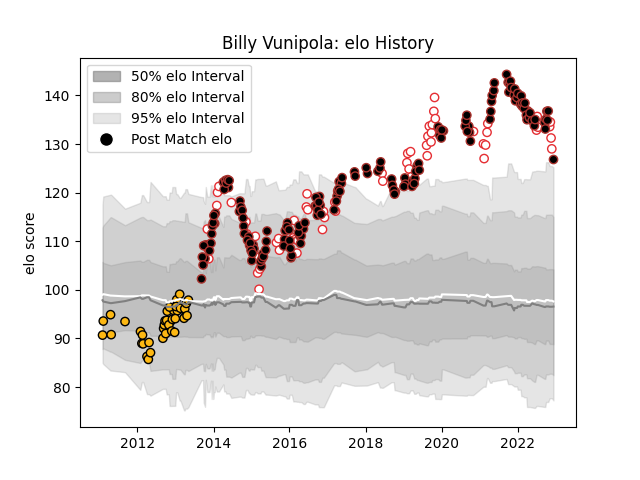 Billy Vunipola: elo History
50% elo Interval
80% elo Interval
95% elo Interval
Post Match elo
elo score
140
130
120
110
100
90
80
2012
2014
2016
2018
2020
2022